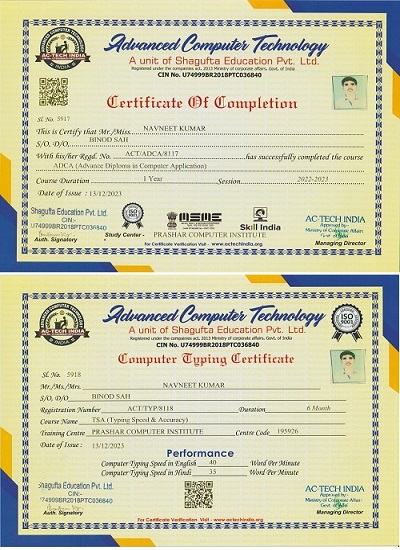 AC-TECH INDIA
INDIA
Advanced Computer Technology
A unit of Shagufta Education Pvt. Ltd.
Registered under the companies act, 2013 Ministry of corporate affairs, Govt. of India
CIN No. U74999BR2018PTC036840
Certificate Of Completion
Sl. No. 5917
This is Certify that Mr./Miss. NAVNEET KUMAR
S/O, D/O BINOD SAH
With his/her Regd. No. ACT/ADCA/8117 has successfully completed the course
ADCA (Advance Diploma in Computer Application)
Course Duration 1 Year Session 2022-2023
Date of Issue : 13/12/2023
Shagufta Education Pvt. Ltd.
CIN:-
U74999BR2018PTC036840
Auth. Signatory
Study Center - PRASHAR COMPUTER INSTITUTE
MSME
Skill India
AC-TECH INDIA
Approved by:-
Ministry of Corporate Affairs
Govt of India
Managing Director
For Certificate Verification Visit - www.actechindia.org
AC-TECH INDIA
INDIA
Advanced Computer Technology
A unit of Shagufta Education Pvt. Ltd.
Registered under the companies act, 2013 Ministry of corporate affairs, Govt. of India
CIN No. U74999BR2018PTC036840
ISO
9001
Computer Typing Certificate
Sl. No. 5918
Mr./Ms./Mrs. NAVNEET KUMAR
S/O, D/O BINOD SAH
Registration Number ACT/TYP/8118 Duration 6 Month
Course Name TSA (Typing Speed & Accuracy)
Training Centre PRASHAR COMPUTER INSTITUTE Centre Code 195926
Date of Issue : 13/12/2023
Performance
Computer Typing Speed in English 40 Word Per Minute
Computer Typing Speed in Hindi 35 Word Per Minute
Shagufta Education Pvt. Ltd.
CIN:-
U74999BR2018PTC036840
Auth. Signatory
AC-TECH INDIA
Approved by:-
Ministry of Corporate Affairs
Govt of India
Managing Director
For Certificate Verification Visit - www.actechindia.org